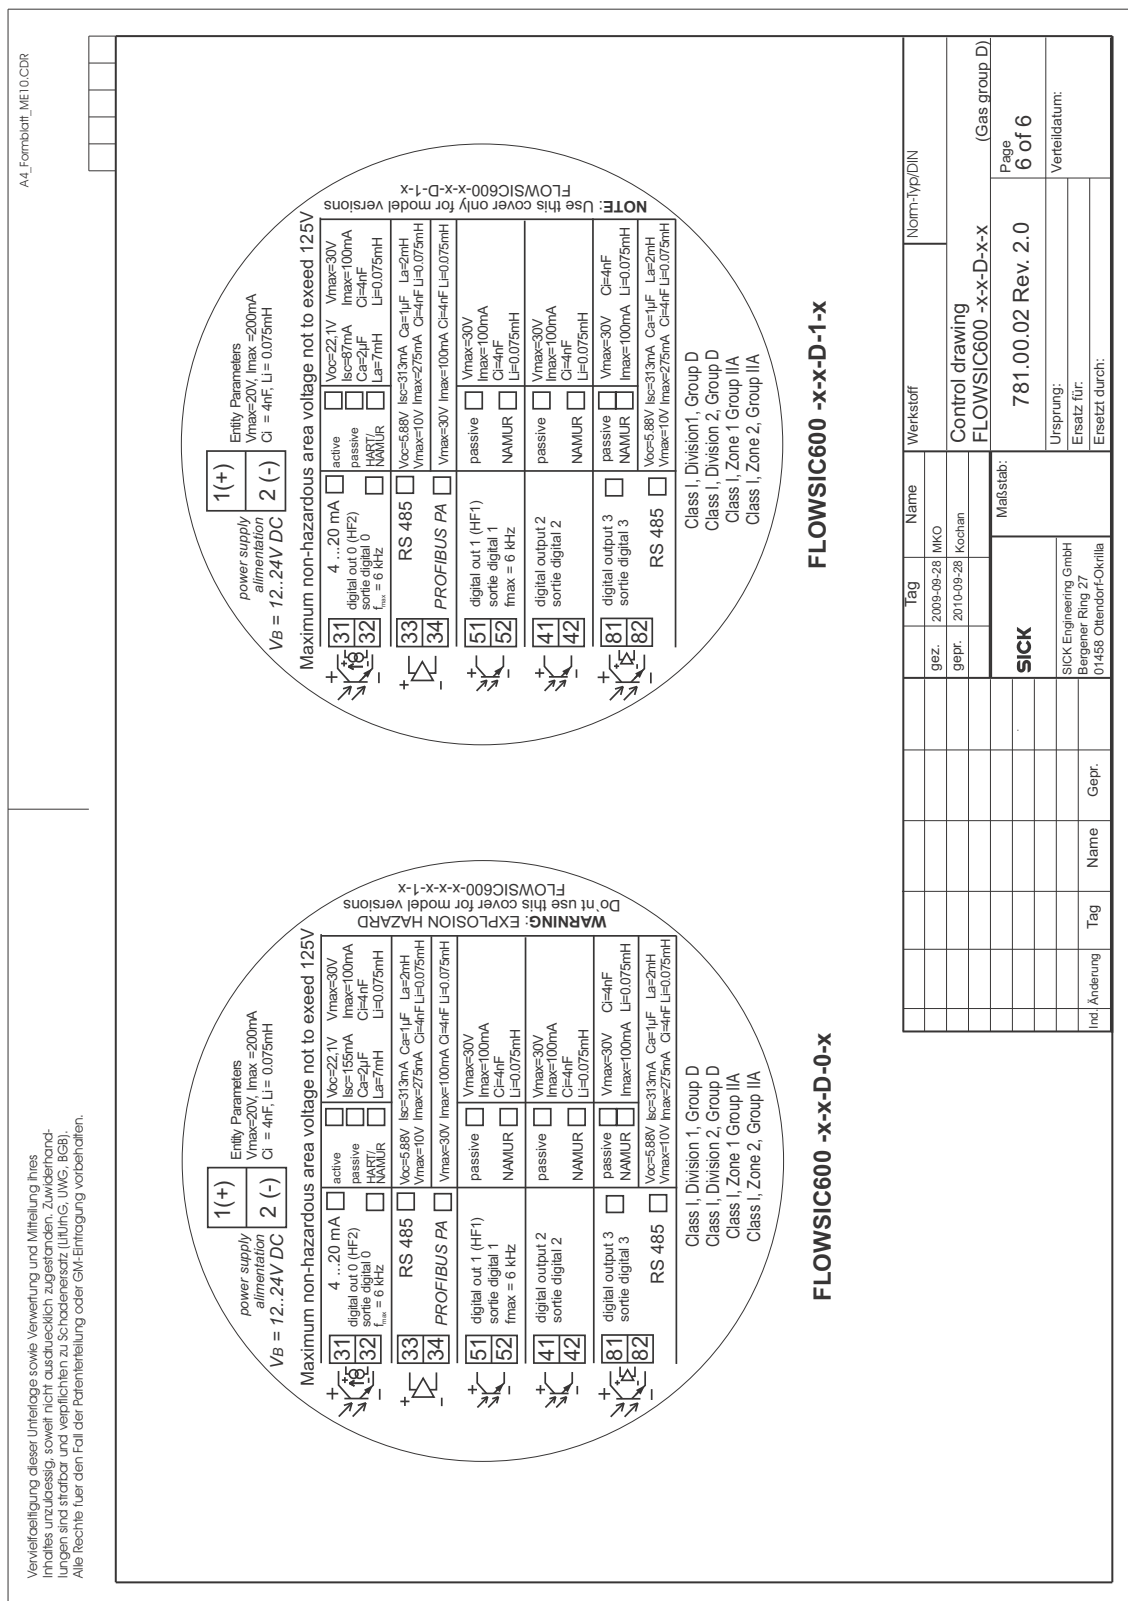 A4_Formblatt_ME10.CDR
Vervielfaeltigung dieser Unterlage sowie Verwertung und Mitteilung ihres
Inhaltes unzulaessig, soweit nicht ausdruecklich zugestanden. Zuwiderhand-
lungen sind strafbar und verpflichten zu Schadenersatz (LitUrhG, UWG, BGB).
Alle Rechte fuer den Fall der Patenterteilung oder GM-Eintragung vorbehalten.
power supply
alimentation
VB = 12..24V DC
1(+)
2 (-)
Entity Parameters
Vmax=20V, Imax =200mA
Ci = 4nF, Li = 0.075mH
Maximum non-hazardous area voltage not to exceed 125V
31
32
4 ...20 mA
digital out 0 (HF2)
sortie digital 0
fmax = 6 kHz
active
passive
HART/
NAMUR
Voc=22,1V
Isc=155mA
Ca=2µF
La=7mH
Vmax=30V
Imax=100mA
Ci=4nF
Li=0.075mH
33
34
RS 485
PROFIBUS PA
Voc=5.88V Isc=313mA Ca=1µF La=2mH
Vmax=10V Imax=275mA Ci=4nF Li=0.075mH
Vmax=30V Imax=100mA Ci=4nF Li=0.075mH
51
52
digital out 1 (HF1)
sortie digital 1
fmax = 6 kHz
passive
NAMUR
Vmax=30V
Imax=100mA
Ci=4nF
Li=0.075mH
41
42
digital output 2
sortie digital 2
passive
NAMUR
Vmax=30V
Imax=100mA
Ci=4nF
Li=0.075mH
81
82
digital output 3
sortie digital 3
RS 485
passive
NAMUR
Vmax=30V Ci=4nF
Imax=100mA Li=0.075mH
Voc=5.88V Isc=313mA Ca=1µF La=2mH
Vmax=10V Imax=275mA Ci=4nF Li=0.075mH
WARNING: EXPLOSION HAZARD
Do`nt use this cover for model versions
FLOWSIC600-x-x-x-1-x
Class I, Division 1, Group D
Class I, Division 2, Group D
Class I, Zone 1 Group IIA
Class I, Zone 2, Group IIA
FLOWSIC600 -x-x-D-0-x
power supply
alimentation
VB = 12..24V DC
1(+)
2 (-)
Entity Parameters
Vmax=20V, Imax =200mA
Ci = 4nF, Li = 0.075mH
Maximum non-hazardous area voltage not to exceed 125V
31
32
4 ...20 mA
digital out 0 (HF2)
sortie digital 0
fmax = 6 kHz
active
passive
HART/
NAMUR
Voc=22,1V
Isc=87mA
Ca=2µF
La=7mH
Vmax=30V
Imax=100mA
Ci=4nF
Li=0.075mH
33
34
RS 485
PROFIBUS PA
Voc=5.88V Isc=313mA Ca=1µF La=2mH
Vmax=10V Imax=275mA Ci=4nF Li=0.075mH
Vmax=30V Imax=100mA Ci=4nF Li=0.075mH
51
52
digital out 1 (HF1)
sortie digital 1
fmax = 6 kHz
passive
NAMUR
Vmax=30V
Imax=100mA
Ci=4nF
Li=0.075mH
41
42
digital output 2
sortie digital 2
passive
NAMUR
Vmax=30V
Imax=100mA
Ci=4nF
Li=0.075mH
81
82
digital output 3
sortie digital 3
RS 485
passive
NAMUR
Vmax=30V Ci=4nF
Imax=100mA Li=0.075mH
Voc=5.88V Isc=313mA Ca=1µF La=2mH
Vmax=10V Imax=275mA Ci=4nF Li=0.075mH
NOTE: Use this cover only for model versions
FLOWSIC600-x-x-D-1-x
Class I, Division1, Group D
Class I, Division 2, Group D
Class I, Zone 1 Group IIA
Class I, Zone 2, Group IIA
FLOWSIC600 -x-x-D-1-x
Tag Name Werkstoff Norm-Typ/DIN
gez. 2009-09-28 MKO
gepr. 2010-09-28 Kochan
Control drawing
FLOWSIC600 -x-x-D-x-x (Gas group D)
SICK
Maßstab:
781.00.02 Rev. 2.0
Page
6 of 6
SICK Engineering GmbH
Bergener Ring 27
01458 Ottendorf-Okrilla
Ursprung:
Ersatz für:
Ersetzt durch:
Verteildatum:
Ind. Änderung Tag Name Gepr.